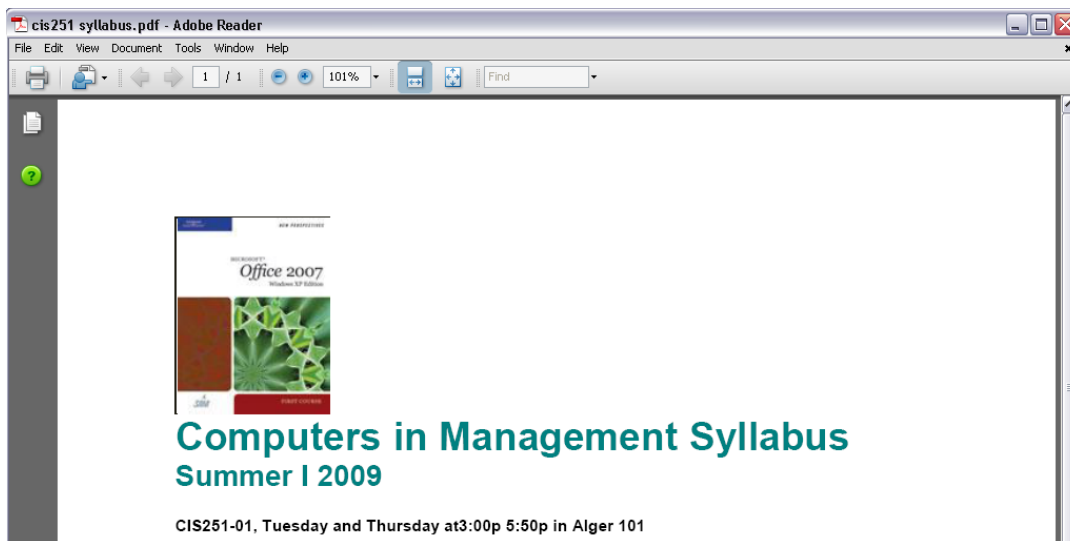 cis251 syllabus.pdf - Adobe Reader
File Edit View Document Tools Window Help
1 / 1 101% Find
?
NEW PERSPECTIVES
MICROSOFT®
Office 2007
Windows XP Edition
FIRST COURSE
Computers in Management Syllabus
Summer I 2009
CIS251-01, Tuesday and Thursday at3:00p 5:50p in Alger 101